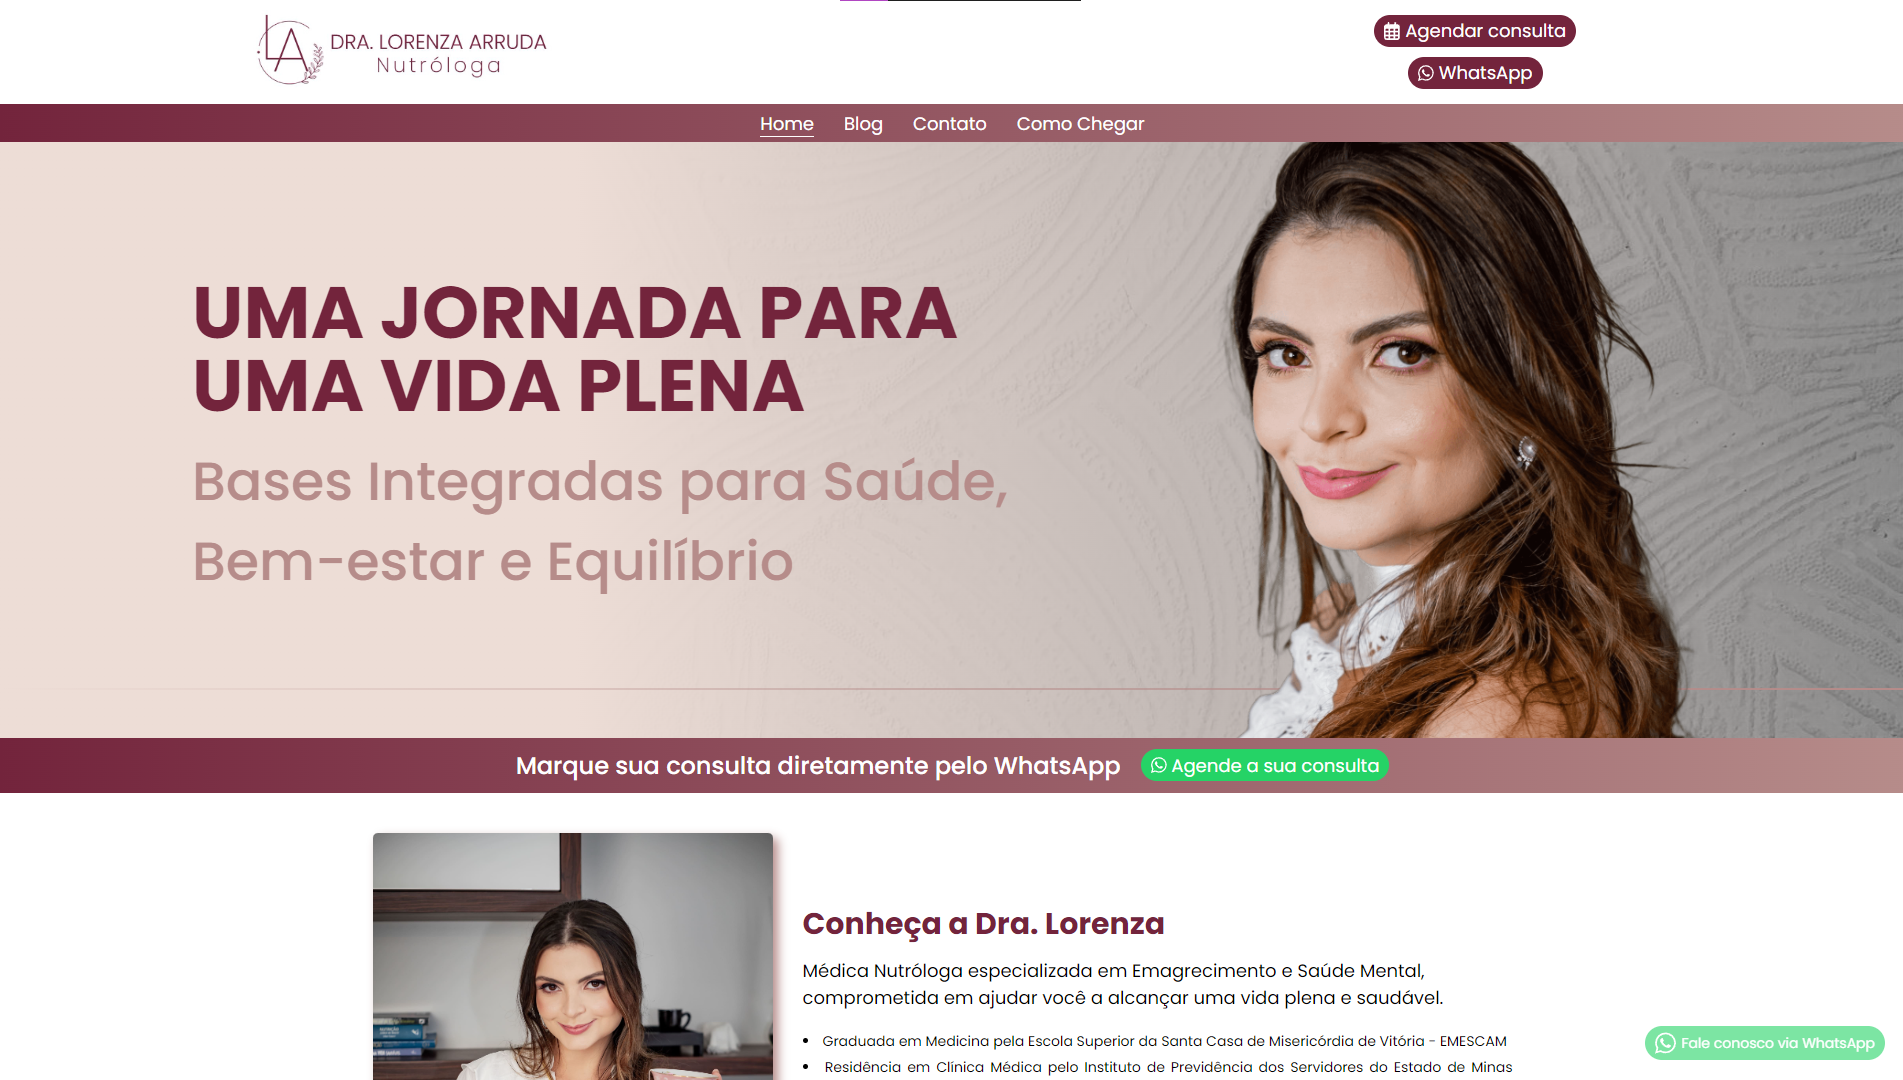 LA DRA. LORENZA ARRUDA
Nutróloga
Agendar consulta
WhatsApp
Home Blog Contato Como Chegar
UMA JORNADA PARA
UMA VIDA PLENA
Bases Integradas para Saúde,
Bem-estar e Equilíbrio
Marque sua consulta diretamente pelo WhatsApp Agende a sua consulta
Conheça a Dra. Lorenza
Médica Nutróloga especializada em Emagrecimento e Saúde Mental,
comprometida em ajudar você a alcançar uma vida plena e saudável.
• Graduada em Medicina pela Escola Superior da Santa Casa de Misericórdia de Vitória - EMESCAM
• Residência em Clínica Médica pelo Instituto de Previdência dos Servidores do Estado de Minas
Fale conosco via WhatsApp